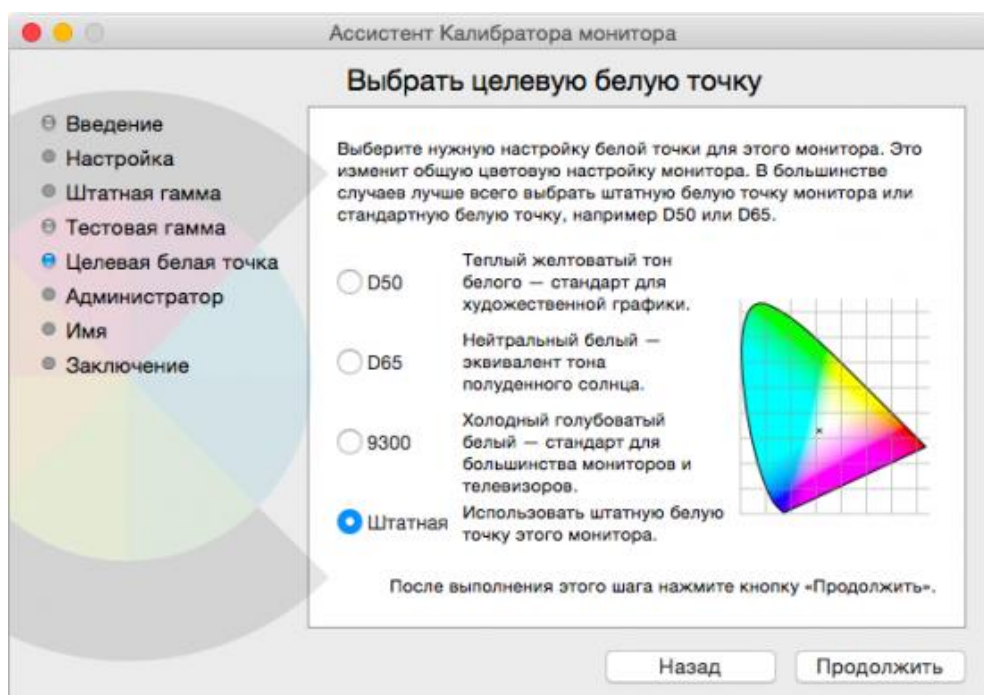 Ассистент Калибратора монитора
Выбрать целевую белую точку
Введение
Настройка
Штатная гамма
Тестовая гамма
Целевая белая точка
Администратор
Имя
Заключение
Выберите нужную настройку белой точки для этого монитора. Это
изменит общую цветовую настройку монитора. В большинстве
случаев лучше всего выбрать штатную белую точку монитора или
стандартную белую точку, например D50 или D65.
D50
Теплый желтоватый тон
белого — стандарт для
художественной графики.
D65
Нейтральный белый —
эквивалент тона
полуденного солнца.
9300
Холодный голубоватый
белый — стандарт для
большинства мониторов и
телевизоров.
Штатная
Использовать штатную белую
точку этого монитора.
После выполнения этого шага нажмите кнопку «Продолжить».
Назад
Продолжить